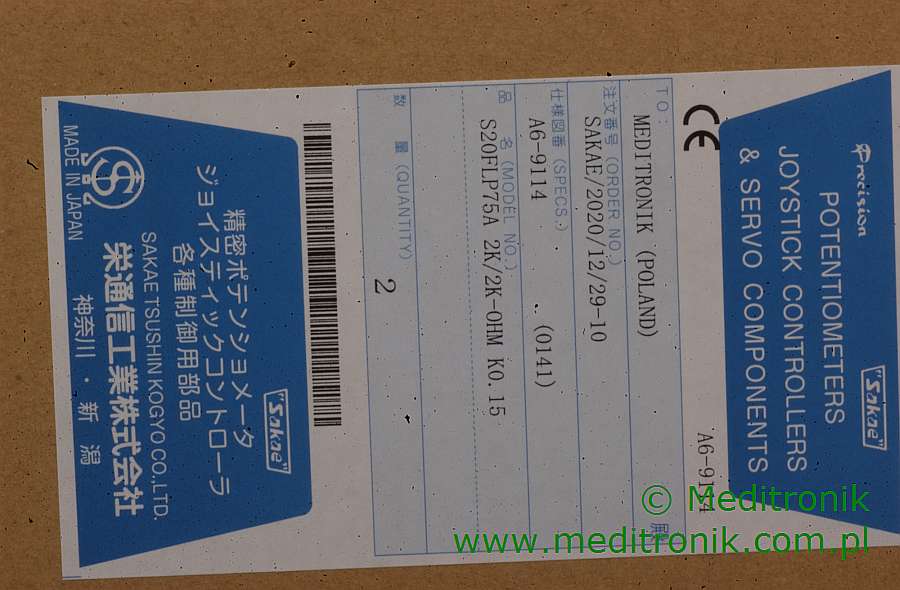 Precision
"Sakae"
POTENTIOMETERS
JOYSTICK CONTROLLERS
& SERVO COMPONENTS
CE
A6-9114
TO:
MEDITRONIK (POLAND)
殿
注文番号 (ORDER NO.)
SAKAE/2020/12/29-10
仕様図番 (SPECS.)
A6-9114 (0141)
品 名 (MODEL NO.)
S20FLP75A 2K/2K-OHM K0.15
数 量 (QUANTITY)
2
"Sakae"
精密ポテンショメータ
ジョイスティックコントローラ
各種制御用部品
SAKAE TSUSHIN KOGYO CO.,LTD.
栄通信工業株式会社
神奈川・新潟
MADE IN JAPAN
© Meditronik
www.meditronik.com.pl